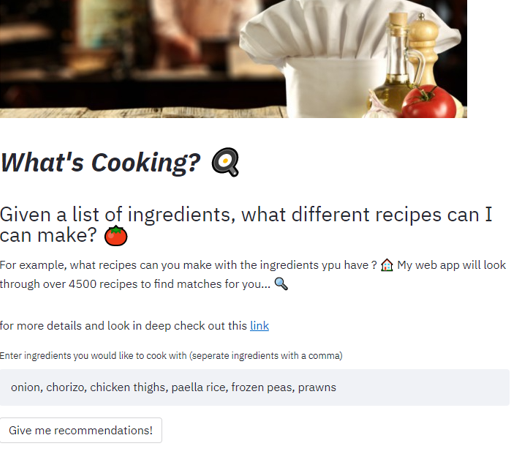 What's Cooking? 🍳
Given a list of ingredients, what different recipes can I
can make? 🍅
For example, what recipes can you make with the ingredients ypu have ? 🏠 My web app will look
through over 4500 recipes to find matches for you... 🔍
for more details and look in deep check out this link
Enter ingredients you would like to cook with (seperate ingredients with a comma)
onion, chorizo, chicken thighs, paella rice, frozen peas, prawns
Give me recommendations!